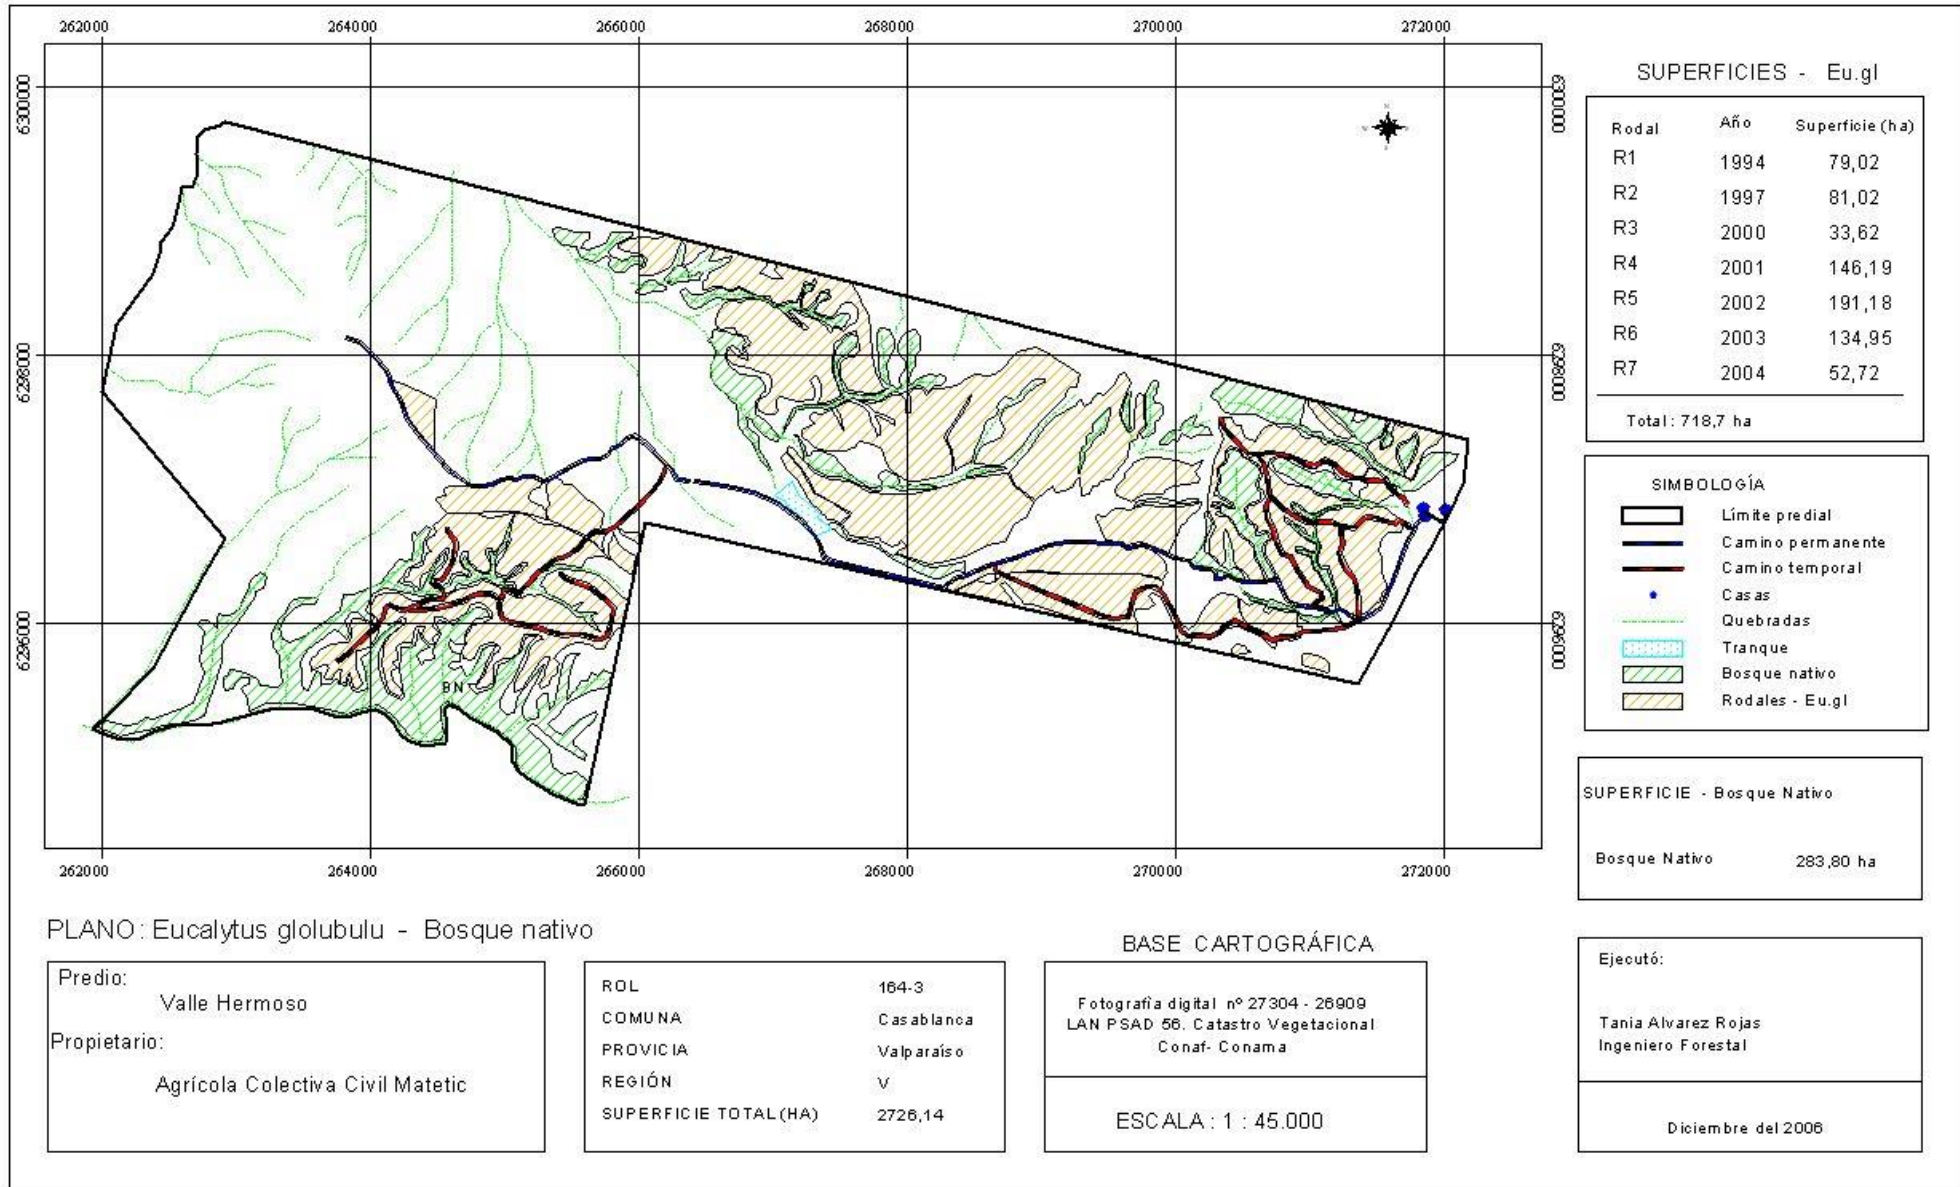 262000 264000 266000 268000 270000 272000
6300000 6300000
6298000 6298000
6296000 6296000
BN
262000 264000 266000 268000 270000 272000
SUPERFICIES - Eu.gl
Rodal Año Superficie (ha)
R1 1994 79,02
R2 1997 81,02
R3 2000 33,62
R4 2001 146,19
R5 2002 191,18
R6 2003 134,95
R7 2004 52,72
Total : 718,7 ha
SIMBOLOGÍA
Límite predial
Camino permanente
Camino temporal
Casas
Quebradas
Tranque
Bosque nativo
Rodales - Eu.gl
SUPERFICIE - Bosque Nativo
Bosque Nativo 283,80 ha
PLANO : Eucalytus glolubulu - Bosque nativo
Predio:
Valle Hermoso
Propietario:
Agrícola Colectiva Civil Matetic
ROL 164-3
COMUNA Casablanca
PROVICIA Valparaíso
REGIÓN V
SUPERFICIE TOTAL (HA) 2726,14
BASE CARTOGRÁFICA
Fotografía digital nº 27304 - 26909
LAN PSAD 56. Catastro Vegetacional
Conaf- Conama
ESCALA : 1 : 45.000
Ejecutó:
Tania Alvarez Rojas
Ingeniero Forestal
Diciembre del 2006